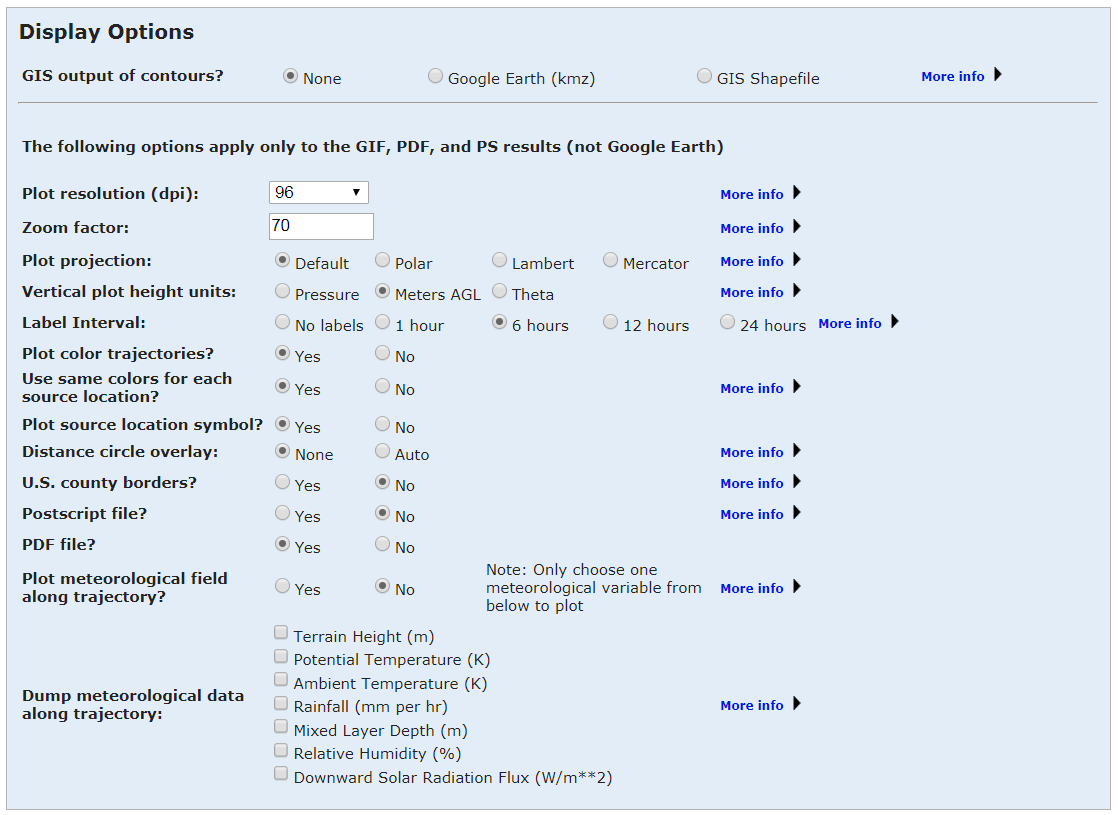 Display Options
GIS output of contours? None Google Earth (kmz) GIS Shapefile More info
The following options apply only to the GIF, PDF, and PS results (not Google Earth)
Plot resolution (dpi): 96 More info
Zoom factor: 70 More info
Plot projection: Default Polar Lambert Mercator More info
Vertical plot height units: Pressure Meters AGL Theta More info
Label Interval: No labels 1 hour 6 hours 12 hours 24 hours More info
Plot color trajectories? Yes No
Use same colors for each
source location? Yes No More info
Plot source location symbol? Yes No
Distance circle overlay: None Auto More info
U.S. county borders? Yes No More info
Postscript file? Yes No More info
PDF file? Yes No
Plot meteorological field
along trajectory? Yes No
Note: Only choose one
meteorological variable from
below to plot
More info
Dump meteorological data
along trajectory:
Terrain Height (m)
Potential Temperature (K)
Ambient Temperature (K)
Rainfall (mm per hr)
Mixed Layer Depth (m)
Relative Humidity (%)
Downward Solar Radiation Flux (W/m**2)
More info